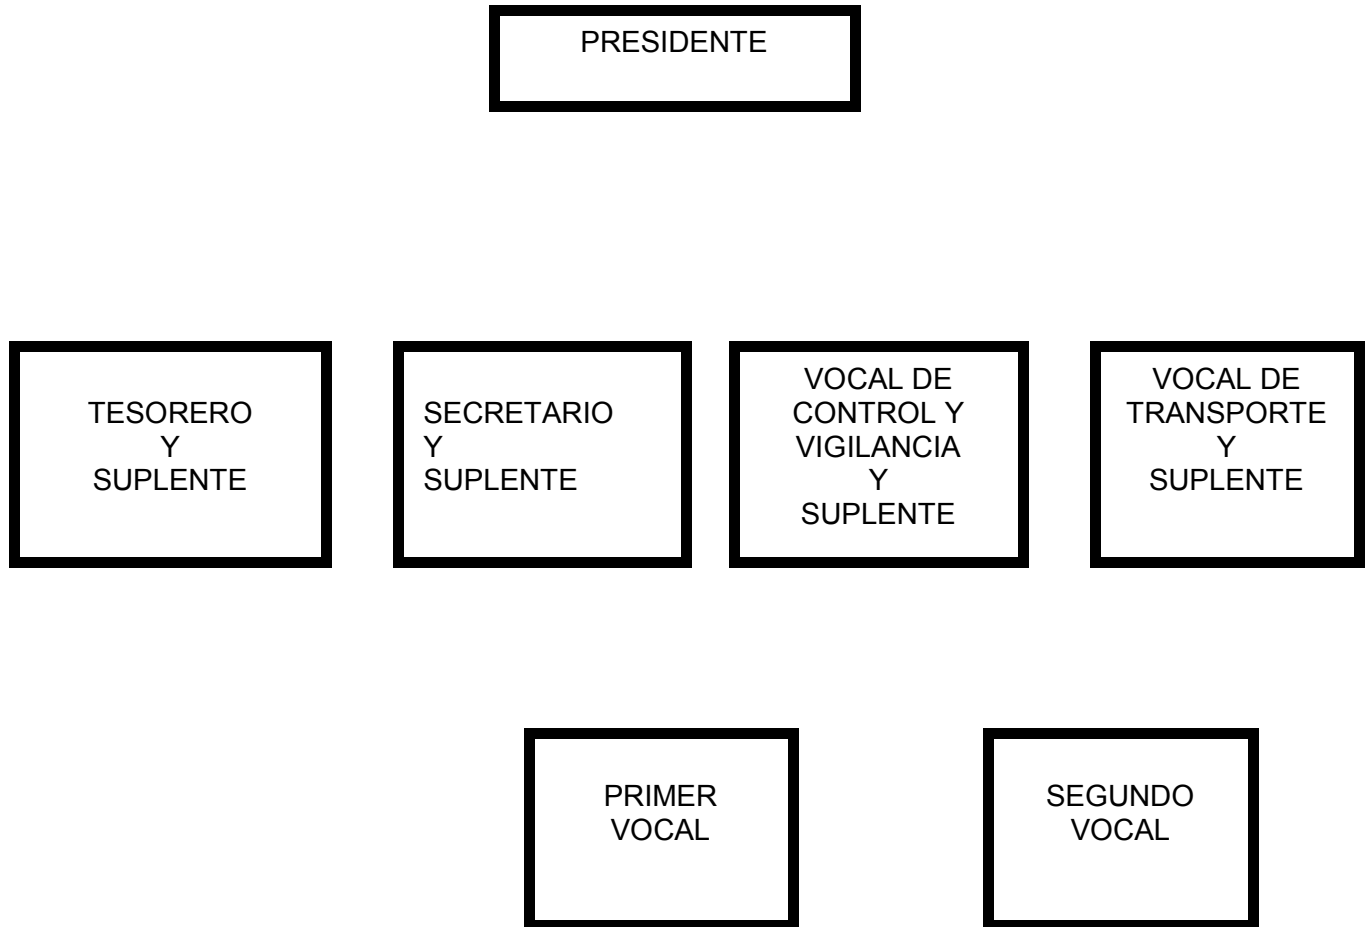 PRESIDENTE
TESORERO
Y
SUPLENTE
SECRETARIO
Y
SUPLENTE
VOCAL DE
CONTROL Y
VIGILANCIA
Y
SUPLENTE
VOCAL DE
TRANSPORTE
Y
SUPLENTE
PRIMER
VOCAL
SEGUNDO
VOCAL